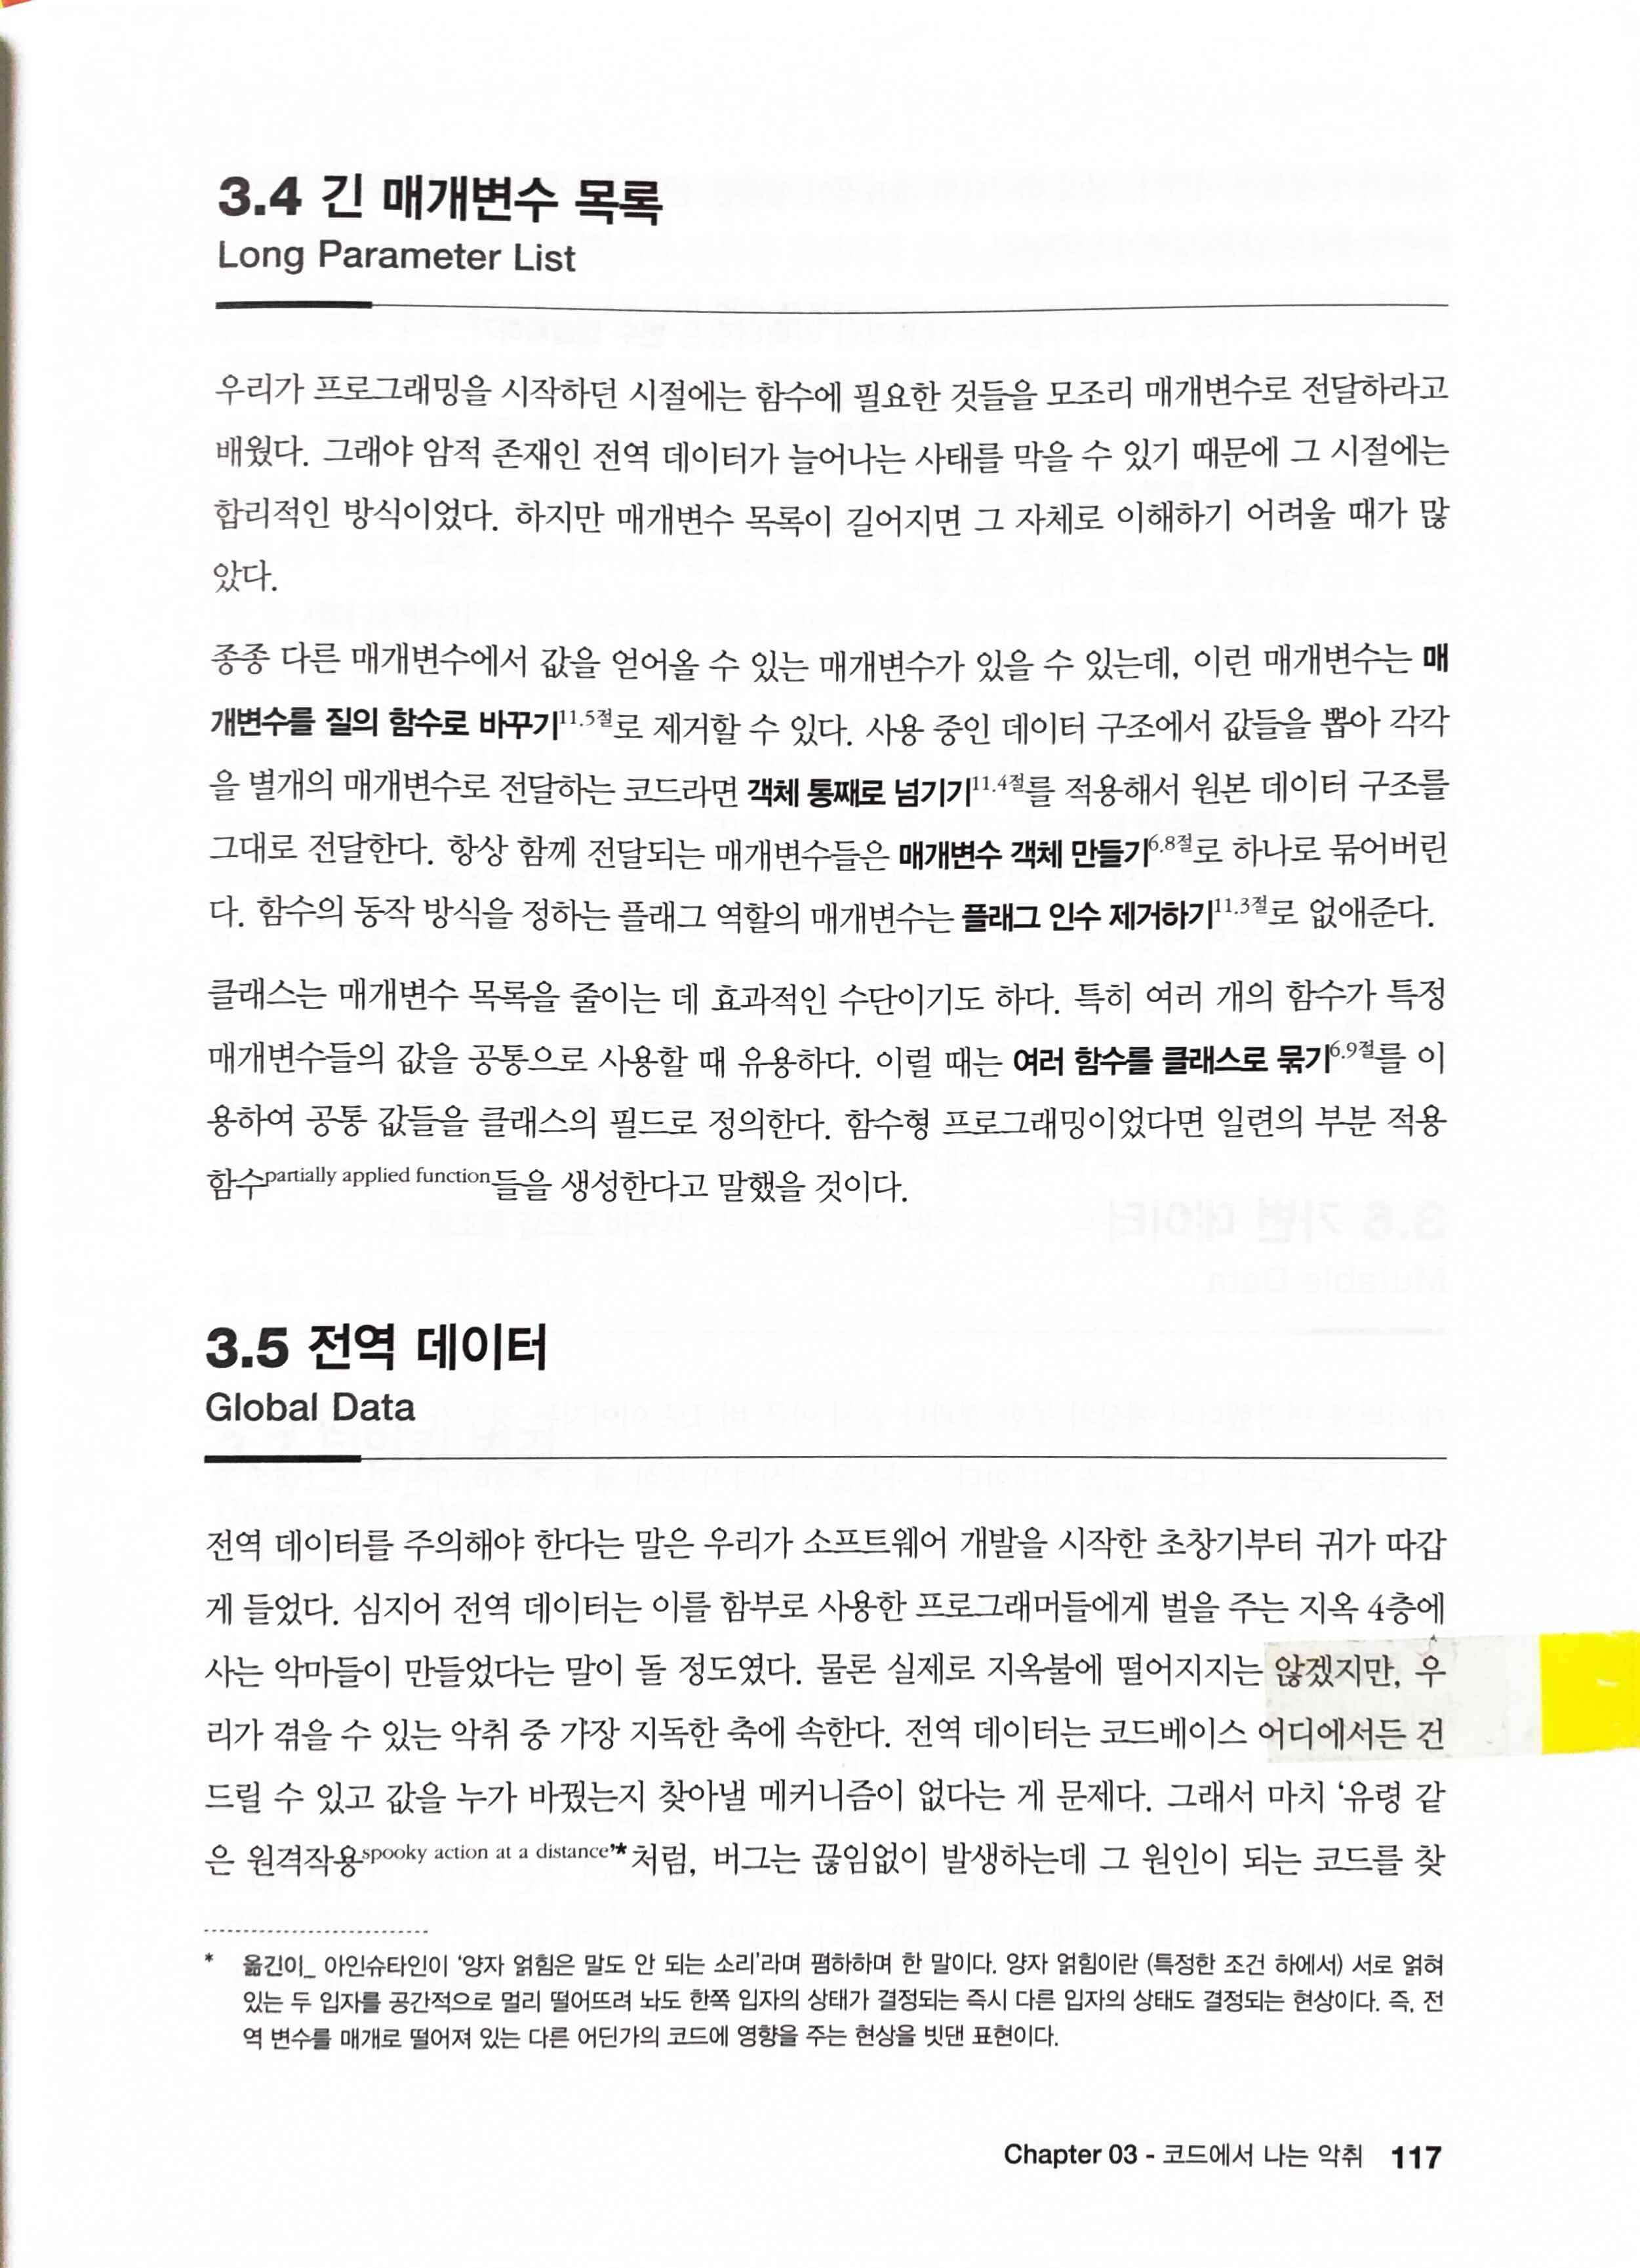 3.4 긴 매개변수 목록
Long Parameter List
우리가 프로그래밍을 시작하던 시절에는 함수에 필요한 것들을 모조리 매개변수로 전달하라고
배웠다. 그래야 암적 존재인 전역 데이터가 늘어나는 사태를 막을 수 있기 때문에 그 시절에는
합리적인 방식이었다. 하지만 매개변수 목록이 길어지면 그 자체로 이해하기 어려울 때가 많
았다.
종종 다른 매개변수에서 값을 얻어올 수 있는 매개변수가 있을 수 있는데, 이런 매개변수는 매
개변수를 질의 함수로 바꾸기11.5절로 제거할 수 있다. 사용 중인 데이터 구조에서 값들을 뽑아 각각
을 별개의 매개변수로 전달하는 코드라면 객체 통째로 넘기기11.4절를 적용해서 원본 데이터 구조를
그대로 전달한다. 항상 함께 전달되는 매개변수들은 매개변수 객체 만들기6.8절로 하나로 묶어버린
다. 함수의 동작 방식을 정하는 플래그 역할의 매개변수는 플래그 인수 제거하기11.3절로 없애준다.
클래스는 매개변수 목록을 줄이는 데 효과적인 수단이기도 하다. 특히 여러 개의 함수가 특정
매개변수들의 값을 공통으로 사용할 때 유용하다. 이럴 때는 여러 함수를 클래스로 묶기6.9절를 이
용하여 공통 값들을 클래스의 필드로 정의한다. 함수형 프로그래밍이었다면 일련의 부분 적용
함수partially applied function들을 생성한다고 말했을 것이다.
3.5 전역 데이터
Global Data
전역 데이터를 주의해야 한다는 말은 우리가 소프트웨어 개발을 시작한 초창기부터 귀가 따갑
게 들었다. 심지어 전역 데이터는 이를 함부로 사용한 프로그래머들에게 벌을 주는 지옥 4층에
사는 악마들이 만들었다는 말이 돌 정도였다. 물론 실제로 지옥불에 떨어지지는 않겠지만, 우
리가 겪을 수 있는 악취 중 가장 지독한 축에 속한다. 전역 데이터는 코드베이스 어디에서든 건
드릴 수 있고 값을 누가 바꿨는지 찾아낼 메커니즘이 없다는 게 문제다. 그래서 마치 ‘유령 같
은 원격작용spooky action at a distance’*처럼, 버그는 끊임없이 발생하는데 그 원인이 되는 코드를 찾
* 옮긴이_ 아인슈타인이 ‘양자 얽힘은 말도 안 되는 소리’라며 폄하하며 한 말이다. 양자 얽힘이란 (특정한 조건 하에서) 서로 얽혀
있는 두 입자를 공간적으로 멀리 떨어뜨려 놔도 한쪽 입자의 상태가 결정되는 즉시 다른 입자의 상태도 결정되는 현상이다. 즉, 전
역 변수를 매개로 떨어져 있는 다른 어딘가의 코드에 영향을 주는 현상을 빗댄 표현이다.
Chapter 03 - 코드에서 나는 악취 117